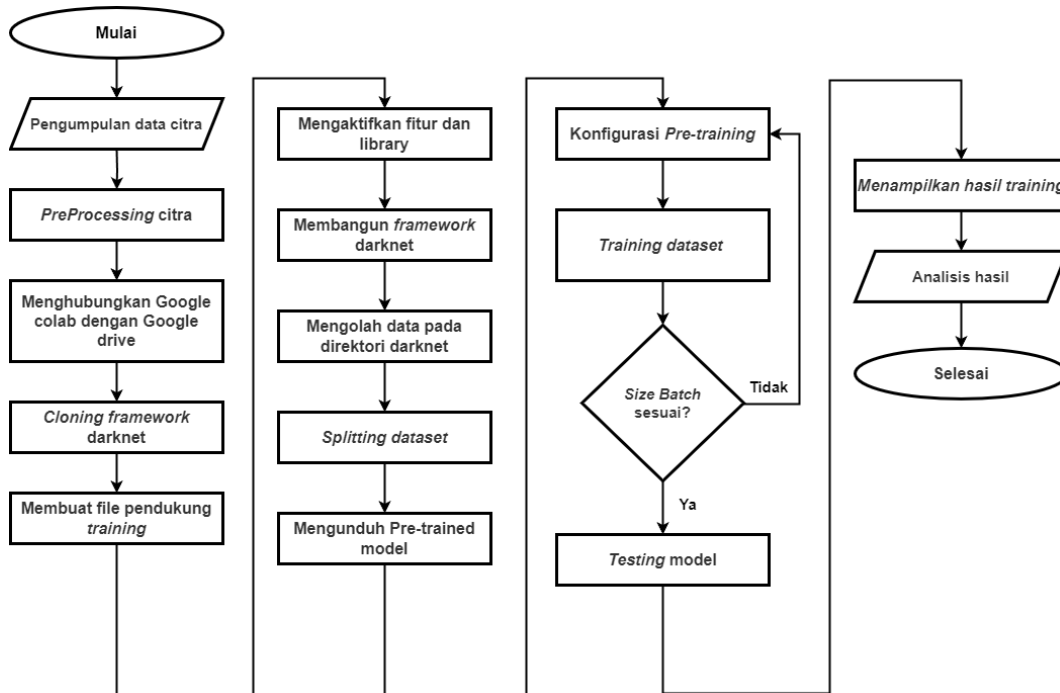 Mulai
Pengumpulan data citra
PreProcessing citra
Menghubungkan Google
colab dengan Google
drive
Cloning framework
darknet
Membuat file pendukung
training
Mengaktifkan fitur dan
library
Membangun framework
darknet
Mengolah data pada
direktori darknet
Splitting dataset
Mengunduh Pre-trained
model
Konfigurasi Pre-training
Training dataset
Size Batch
sesuai?
Tidak
Ya
Testing model
Menampilkan hasil training
Analisis hasil
Selesai